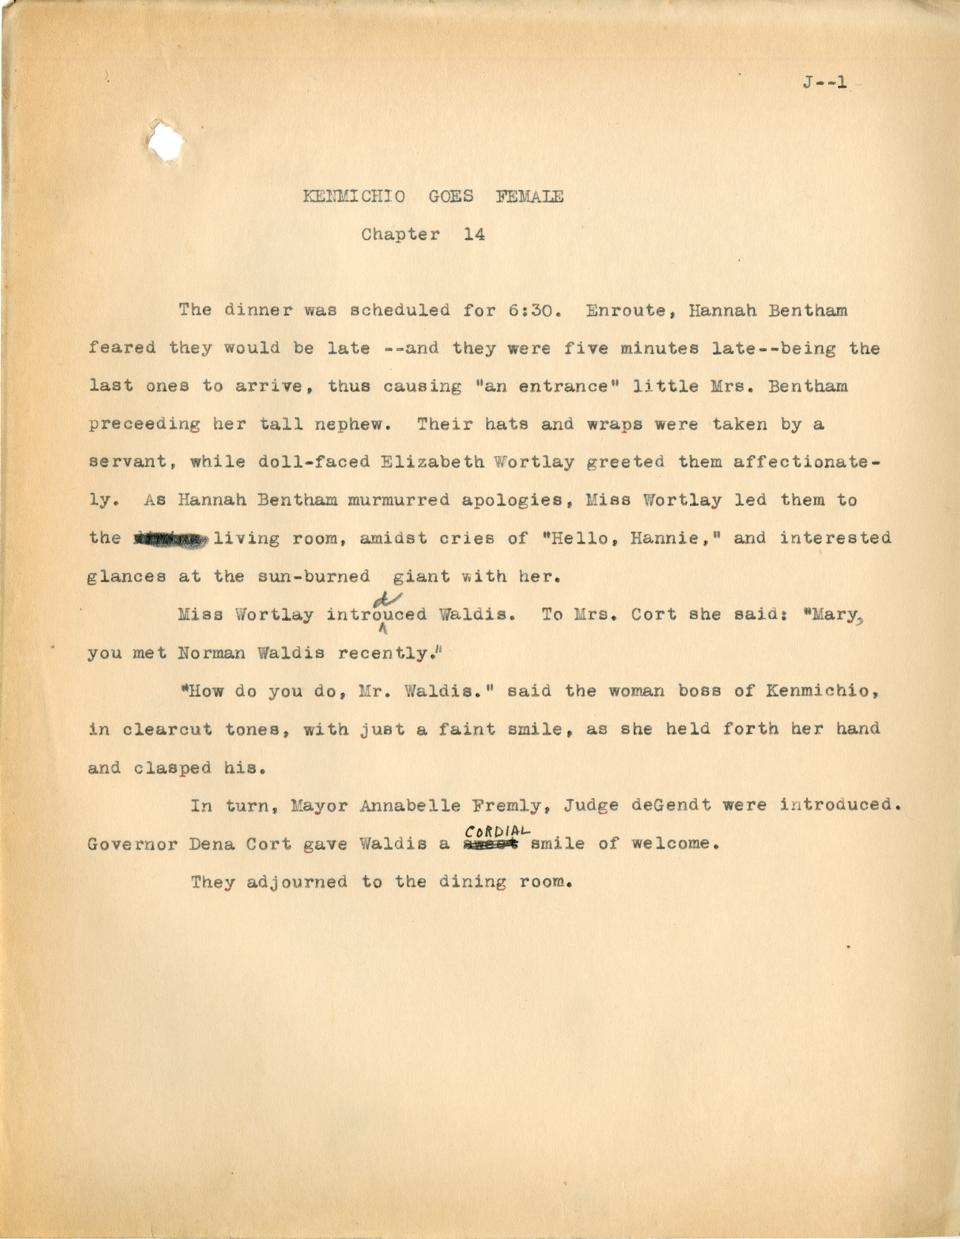 J--1
KENMICHIO GOES FEMALE
Chapter 14
The dinner was scheduled for 6:30. Enroute, Hannah Bentham
feared they would be late --and they were five minutes late--being the
last ones to arrive, thus causing "an entrance" little Mrs. Bentham
preceeding her tall nephew. Their hats and wraps were taken by a
servant, while doll-faced Elizabeth Wortlay greeted them affectionate-
ly. As Hannah Bentham murmurred apologies, Miss Wortlay led them to
the living room, amidst cries of "Hello, Hannie," and interested
glances at the sun-burned giant with her.
d
Miss Wortlay introuced Waldis. To Mrs. Cort she said: "Mary,
you met Norman Waldis recently."
"How do you do, Mr. Waldis." said the woman boss of Kenmichio,
in clearcut tones, with just a faint smile, as she held forth her hand
and clasped his.
In turn, Mayor Annabelle Fremly, Judge deGendt were introduced.
CORDIAL
Governor Dena Cort gave Waldis a sweet smile of welcome.
They adjourned to the dining room.